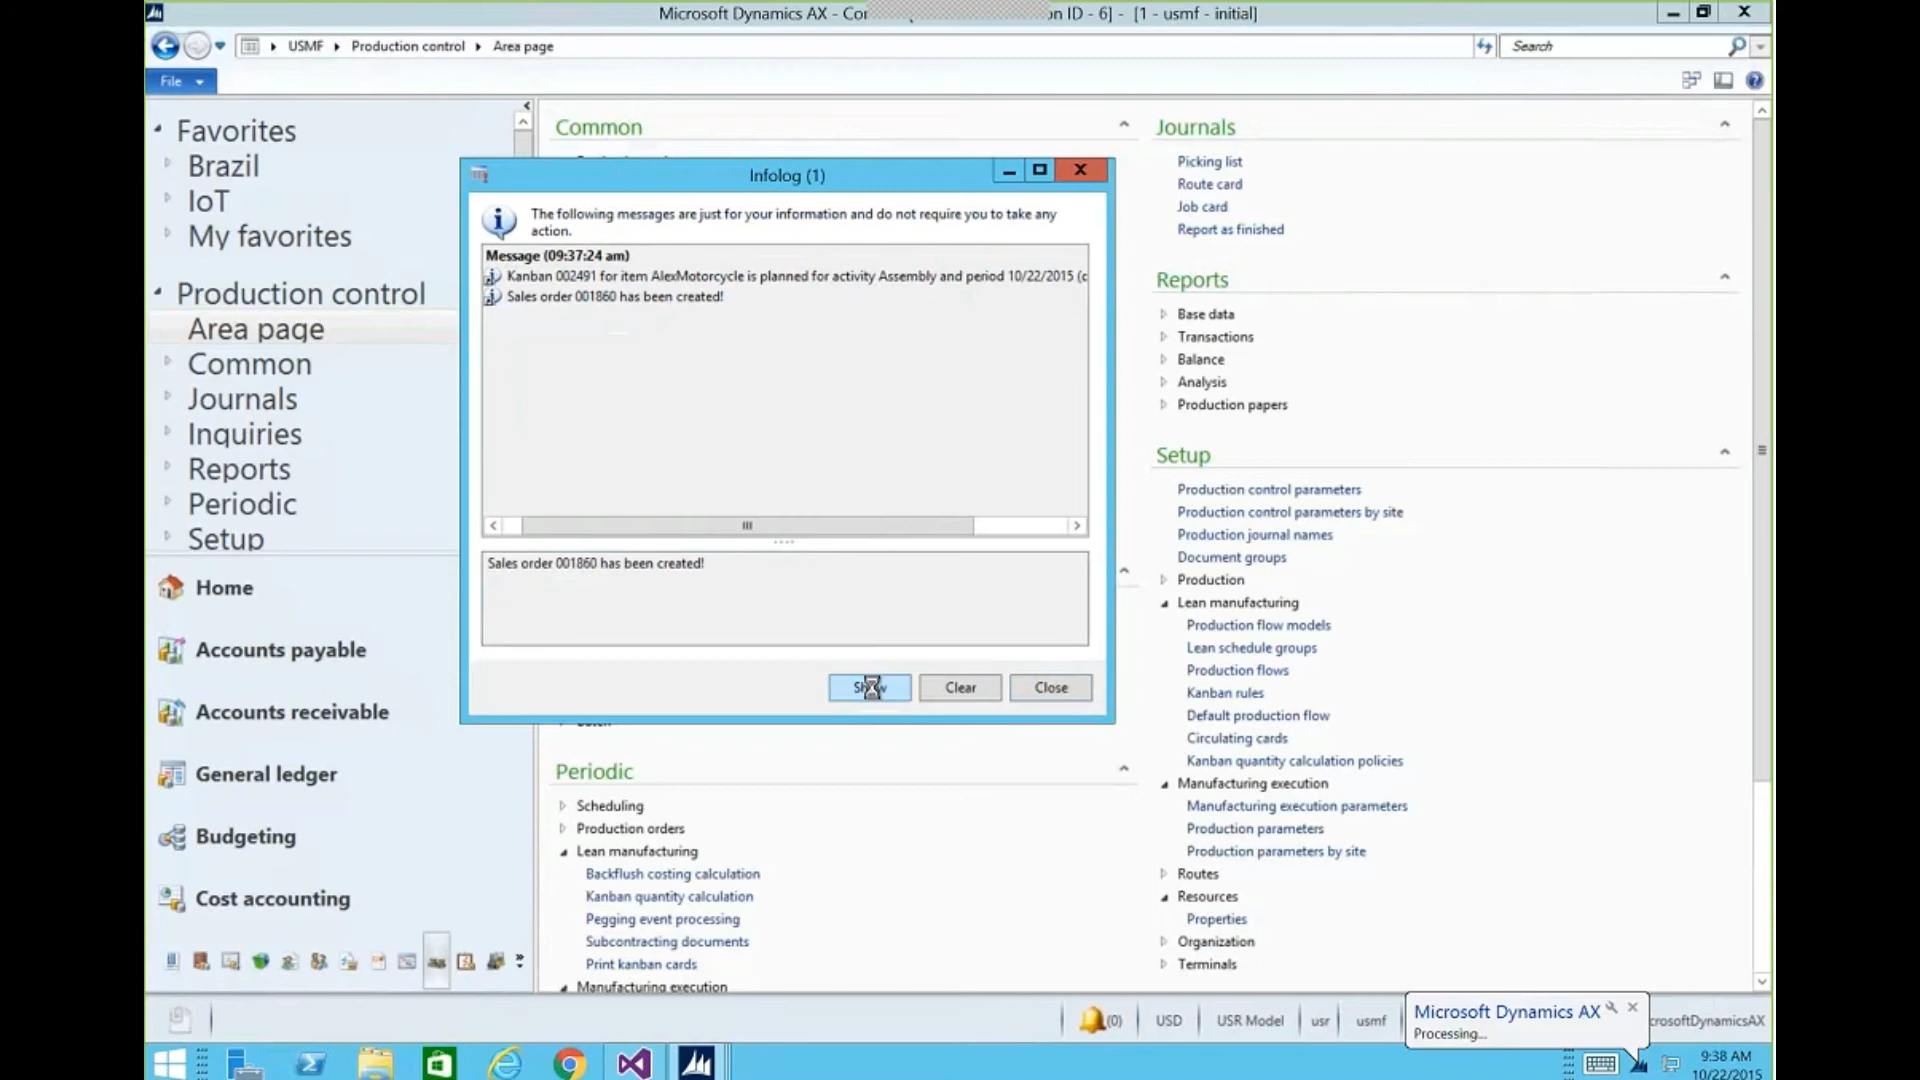 Microsoft Dynamics AX - Co
on ID - 6] - [1 - usmf - initial]
USMF
Production control
Area page
Search
File
Favorites
Brazil
IoT
My favorites
Production control
Area page
Common
Journals
Inquiries
Reports
Periodic
Setup
Home
Accounts payable
Accounts receivable
General ledger
Budgeting
Cost accounting
Common
Infolog (1)
The following messages are just for your information and do not require you to take any
action.
Message (09:37:24 am)
Kanban 002491 for item AlexMotorcycle is planned for activity Assembly and period 10/22/2015 (c
Sales order 001860 has been created!
Sales order 001860 has been created!
Clear
Close
Periodic
Scheduling
Production orders
Lean manufacturing
Backflush costing calculation
Kanban quantity calculation
Pegging event processing
Subcontracting documents
Print kanban cards
Manufacturing execution
Journals
Picking list
Route card
Job card
Report as finished
Reports
Base data
Transactions
Balance
Analysis
Production papers
Setup
Production control parameters
Production control parameters by site
Production journal names
Document groups
Production
Lean manufacturing
Production flow models
Lean schedule groups
Production flows
Kanban rules
Default production flow
Circulating cards
Kanban quantity calculation policies
Manufacturing execution
Manufacturing execution parameters
Production parameters
Production parameters by site
Routes
Resources
Properties
Organization
Terminals
(0)
USD
USR Model
usr
usmf
Microsoft Dynamics AX
Processing...
crosoftDynamicsAX
9:38 AM
10/22/2015